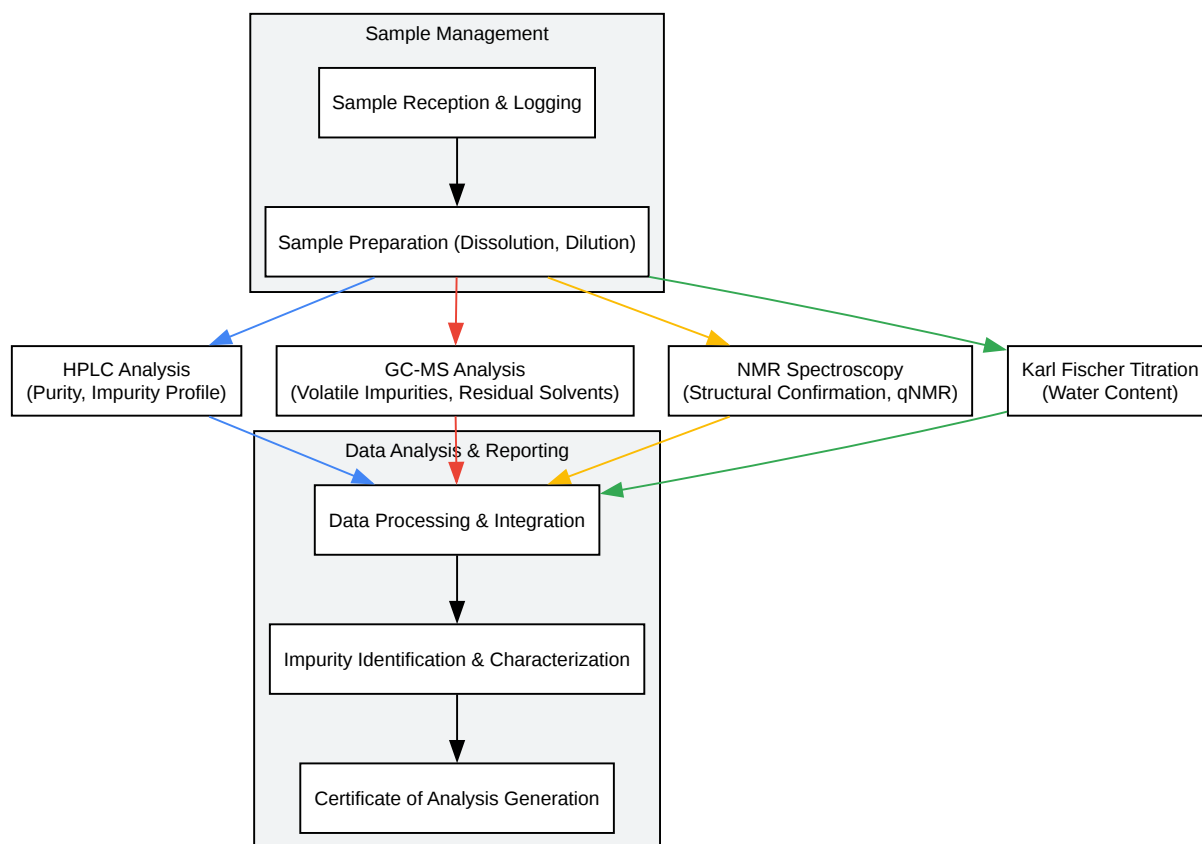 Sample Management
Sample Reception & Logging
Sample Preparation (Dissolution, Dilution)
HPLC Analysis
(Purity, Impurity Profile)
GC-MS Analysis
(Volatile Impurities, Residual Solvents)
NMR Spectroscopy
(Structural Confirmation, qNMR)
Karl Fischer Titration
(Water Content)
Data Analysis & Reporting
Data Processing & Integration
Impurity Identification & Characterization
Certificate of Analysis Generation